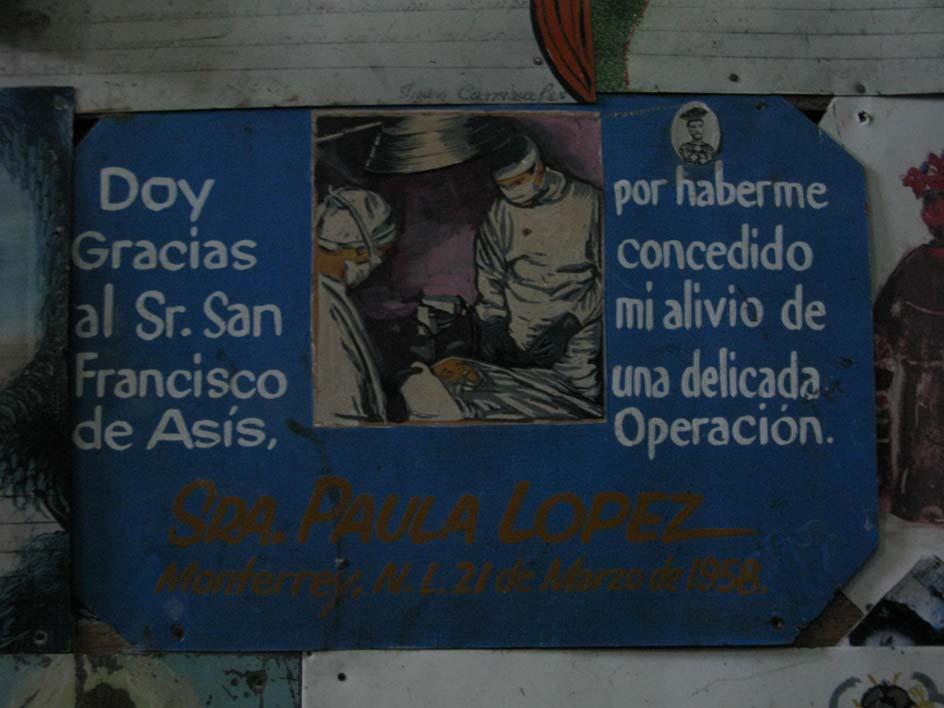 Doy
Gracias
al Sr. San
Francisco
de Asís,
por haberme
concedido
mi alivio de
una delicada
Operación.
SRA. PAULA LOPEZ
Monterrey, N.L. 21 de Marzo de 1958.